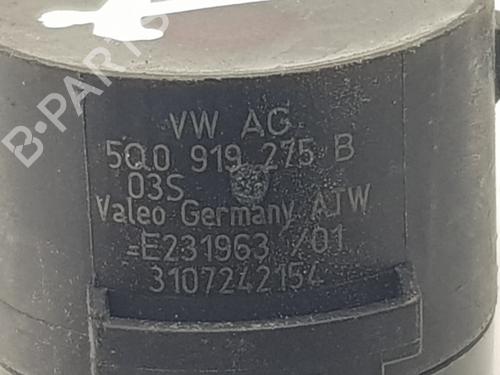 VW AG
5Q0 919 275 B
03S
Valeo Germany ATW
=E231963 /01
3107242154
B-Parts